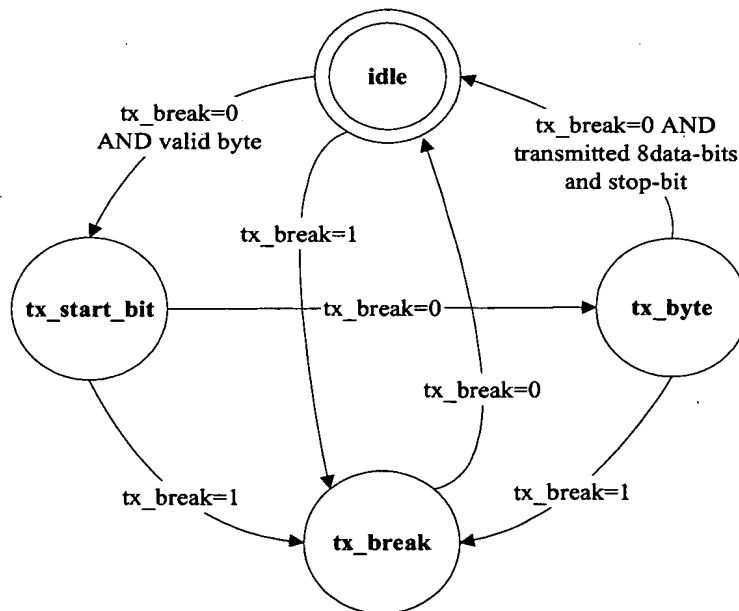 idle
tx_break=0
AND valid byte
tx_break=0 AND
transmitted 8data-bits
and stop-bit
tx_break=1
tx_start_bit
tx_break=0
tx_byte
tx_break=0
tx_break=1
tx_break=1
tx_break